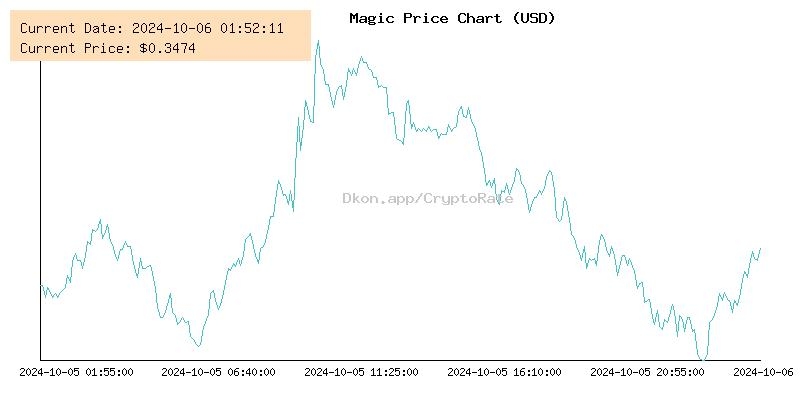 Magic Price Chart (USD)
Current Date: 2024-10-06 01:52:11
Current Price: $0.3474
Dkon.app/CryptoRate
2024-10-05 01:55:00 2024-10-05 06:40:00 2024-10-05 11:25:00 2024-10-05 16:10:00 2024-10-05 20:55:00 2024-10-06